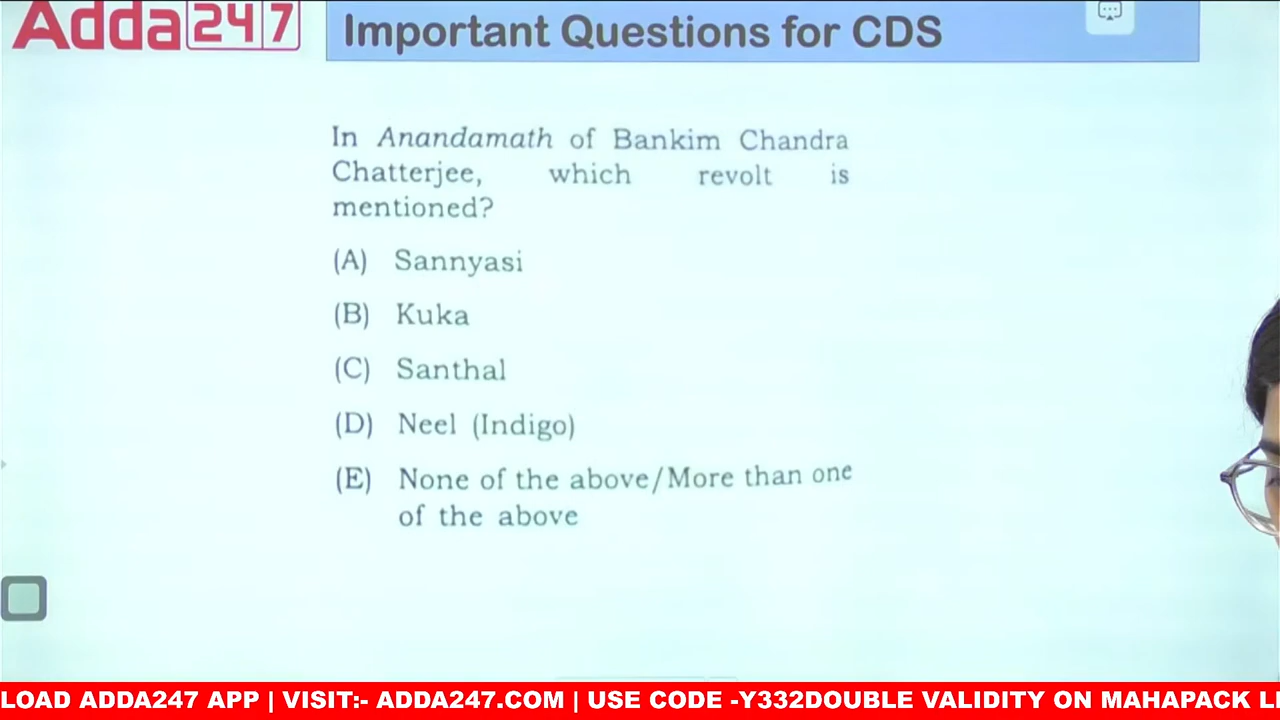 Adda247
Important Questions for CDS
In Anandamath of Bankim Chandra
Chatterjee, which revolt is
mentioned?
(A) Sannyasi
(B) Kuka
(C) Santhal
(D) Neel (Indigo)
(E) None of the above/More than one
of the above
LOAD ADDA247 APP | VISIT:- ADDA247.COM | USE CODE -Y332DOUBLE VALIDITY ON MAHAPACK